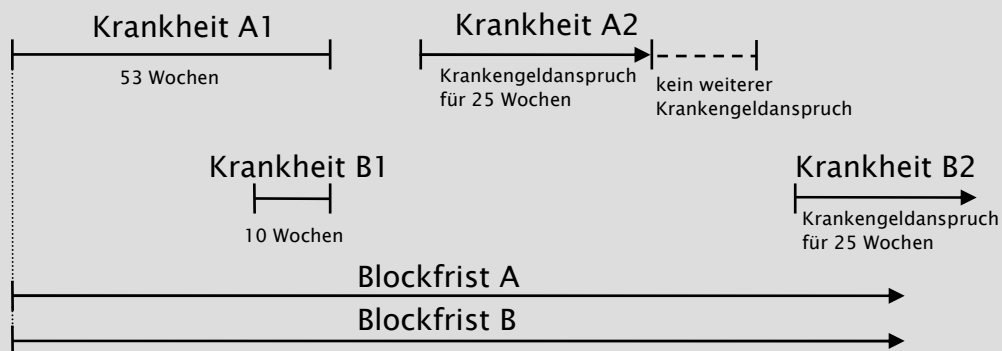 Krankheit A1
53 Wochen
Krankheit A2
Krankengeldanspruch
für 25 Wochen
kein weiterer
Krankengeldanspruch
Krankheit B1
10 Wochen
Krankheit B2
Krankengeldanspruch
für 25 Wochen
Blockfrist A
Blockfrist B